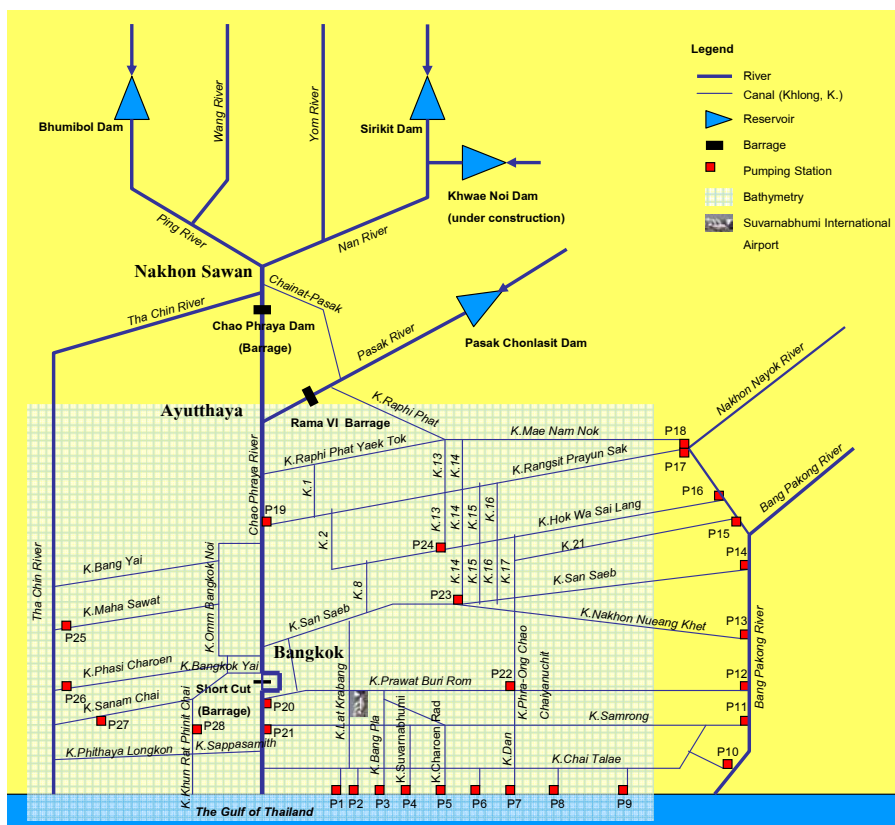 Legend
River
Canal (Khlong, K.)
Reservoir
Barrage
Pumping Station
Bathymetry
Suvarnabhumi International
Airport
Bhumibol Dam
Wang River
Yom River
Sirikit Dam
Khwae Noi Dam
(under construction)
Ping River
Nan River
Nakhon Sawan
Chainat-Pasak
Tha Chin River
Chao Phraya Dam
(Barrage)
Pasak River
Pasak Chonlasit Dam
Nakhon Nayok River
Ayutthaya
Rama VI Barrage
K.Raphi Phat
Bang Pakong River
K.Mae Nam Nok
P18
P17
K.Raphi Phat Yaek Tok
K.13
K.14
K.Rangsit Prayun Sak
Chao Phraya River
K.1
P16
P19
K.13
K.14
K.15
K.16
K.Hok Wa Sai Lang
P15
K.2
P24
K.21
K.Omm Bangkok Noi
K.Bang Yai
K.8
K.14
K.15
K.16
K.17
K.San Saeb
P14
Tha Chin River
K.Maha Sawat
P23
K.Nakhon Nueang Khet
P25
K.San Saeb
P13
Bangkok
K.Phra-Ong Chao
Chaiyanuchit
Bang Pakong River
K.Phasi Charoen
K.Bangkok Yai
P26
K.Prawat Buri Rom
P22
P12
Short Cut
(Barrage)
K.Sanam Chai
P27
P28
P20
P21
K.Lat Krabang
K.Samrong
P11
K.Khun Rat Phinit Chai
K.Phithaya Longkon
K.Sappasamith
K.Bang Pla
K.Suvarnabhumi
K.Charoen Rad
K.Dan
K.Chai Talae
P10
P1
P2
P3
P4
P5
P6
P7
P8
P9
The Gulf of Thailand